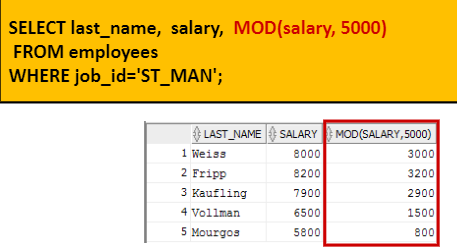 SELECT last_name, salary, MOD(salary, 5000)
FROM employees
WHERE job_id='ST_MAN';
LAST_NAME SALARY MOD(SALARY,5000)
1 Weiss 8000 3000
2 Fripp 8200 3200
3 Kaufling 7900 2900
4 Vollman 6500 1500
5 Mourgos 5800 800